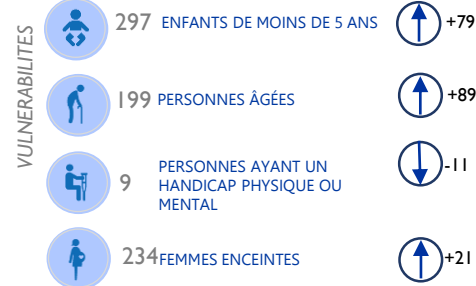 VULNERABILITES
297 ENFANTS DE MOINS DE 5 ANS +79
199 PERSONNES ÂGÉES +89
9 PERSONNES AYANT UN
HANDICAP PHYSIQUE OU
MENTAL
-11
234 FEMMES ENCEINTES +21